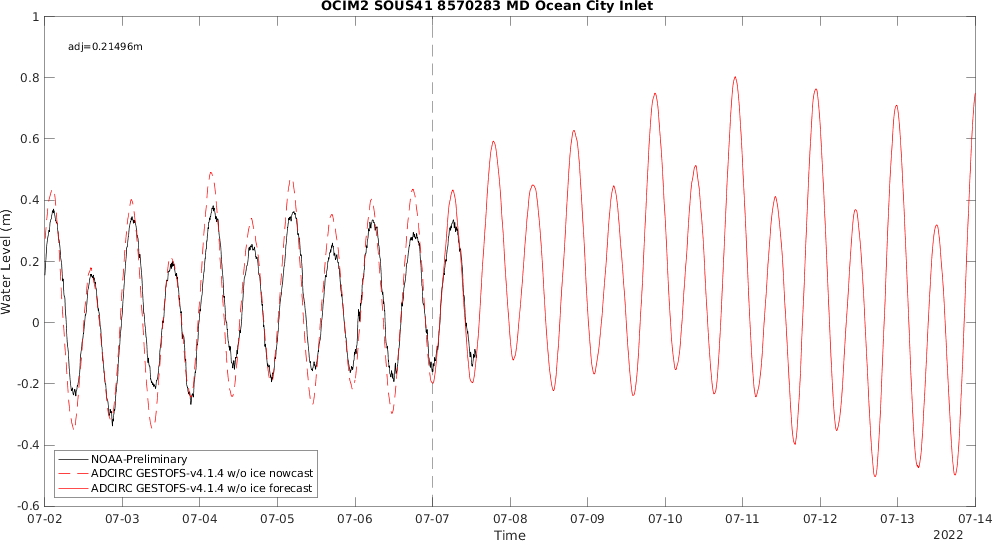 OCIM2 SOUS41 8570283 MD Ocean City Inlet
adj=0.21496m
Water Level (m)
1
0.8
0.6
0.4
0.2
0
-0.2
-0.4
-0.6
NOAA-Preliminary
ADCIRC GESTOFS-v4.1.4 w/o ice nowcast
ADCIRC GESTOFS-v4.1.4 w/o ice forecast
07-02 07-03 07-04 07-05 07-06 07-07 07-08 07-09 07-10 07-11 07-12 07-13 07-14
Time
2022